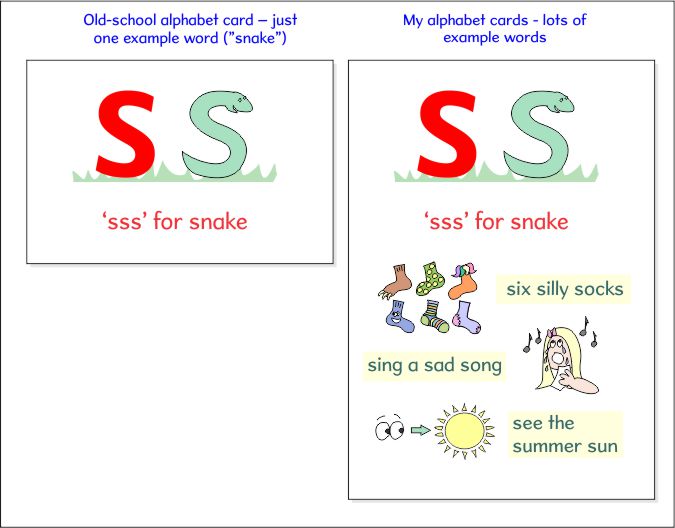 Old-school alphabet card – just
one example word (”snake”)
S S
‘sss’ for snake
My alphabet cards - lots of
example words
S S
‘sss’ for snake
six silly socks
sing a sad song
see the
summer sun